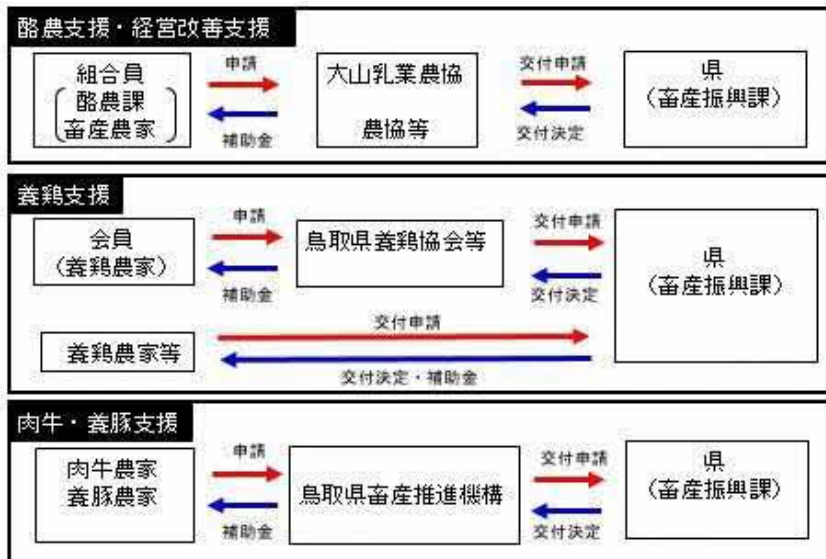 酪農支援・経営改善支援
組合員
酪農課
畜産農家
申請
補助金
大山乳業農協
農協等
交付申請
交付決定
県
(畜産振興課)
養鶏支援
会員
(養鶏農家)
申請
補助金
鳥取県養鶏協会等
交付申請
交付決定
県
(畜産振興課)
養鶏農家等
交付申請
交付決定・補助金
肉牛・養豚支援
肉牛農家
養豚農家
申請
補助金
鳥取県畜産推進機構
交付申請
交付決定
県
(畜産振興課)